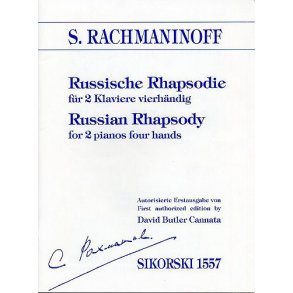 S. RACHMANINOFF
Russische Rhapsodie
für 2 Klaviere vierhändig
Russian Rhapsody
for 2 pianos four hands
Autorisierte Erstausgabe von
First authorized edition by
David Butler Cannata
С. Рахманинов.
SIKORSKI 1557